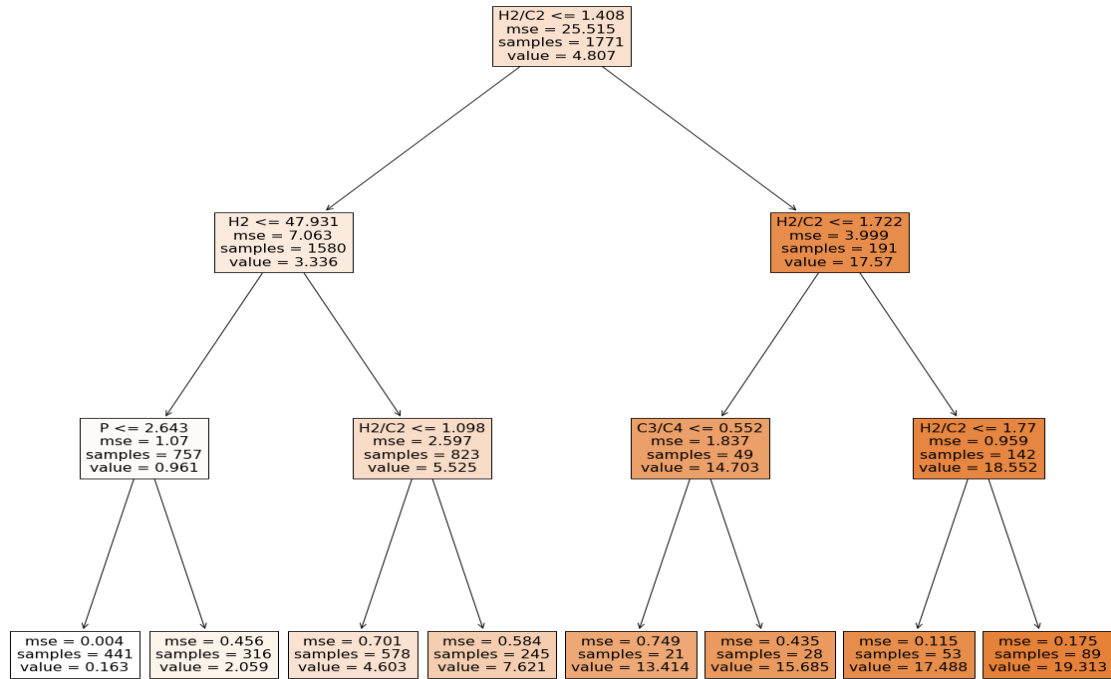 H2/C2 <= 1.408
mse = 25.515
samples = 1771
value = 4.807
H2 <= 47.931
mse = 7.063
samples = 1580
value = 3.336
H2/C2 <= 1.722
mse = 3.999
samples = 191
value = 17.57
P <= 2.643
mse = 1.07
samples = 757
value = 0.961
H2/C2 <= 1.098
mse = 2.597
samples = 823
value = 5.525
C3/C4 <= 0.552
mse = 1.837
samples = 49
value = 14.703
H2/C2 <= 1.77
mse = 0.959
samples = 142
value = 18.552
mse = 0.004
samples = 441
value = 0.163
mse = 0.456
samples = 316
value = 2.059
mse = 0.701
samples = 578
value = 4.603
mse = 0.584
samples = 245
value = 7.621
mse = 0.749
samples = 21
value = 13.414
mse = 0.435
samples = 28
value = 15.685
mse = 0.115
samples = 53
value = 17.488
mse = 0.175
samples = 89
value = 19.313